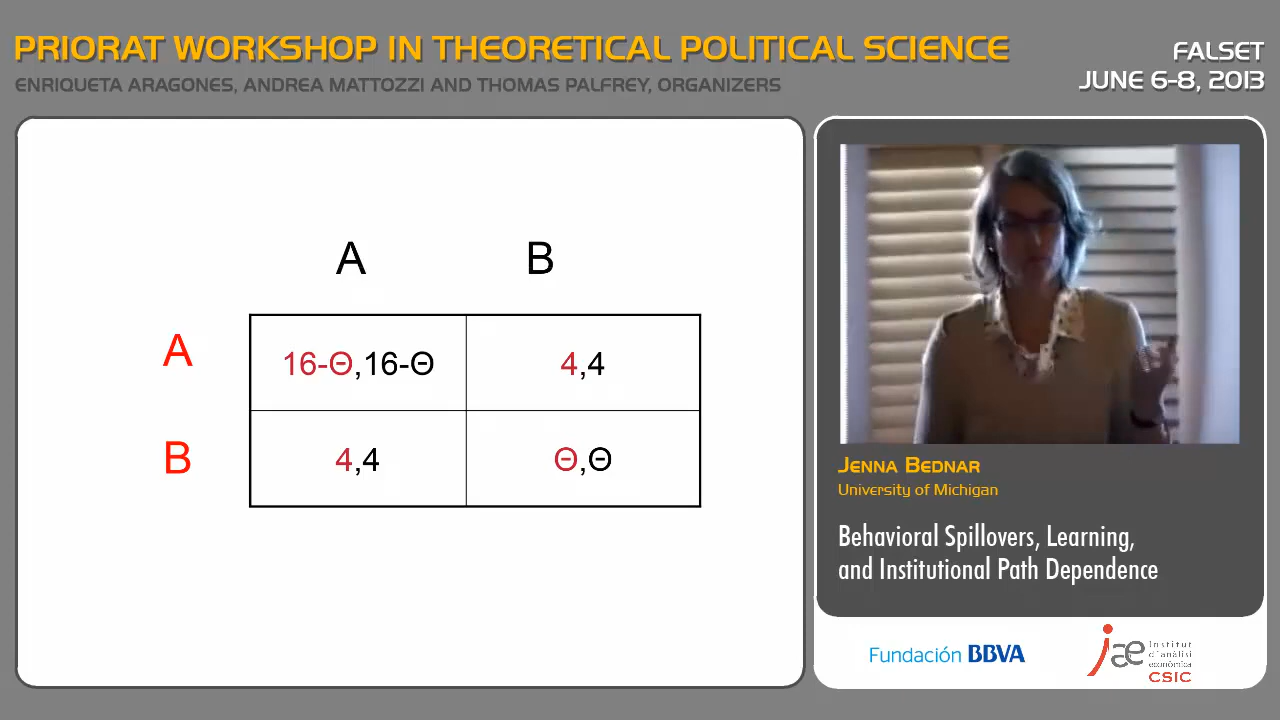 PRIORAT WORKSHOP IN THEORETICAL POLITICAL SCIENCE
ENRIQUETA ARAGONES, ANDREA MATTOZZI AND THOMAS PALFREY, ORGANIZERS
FALSET
JUNE 6-8, 2013
A B
A 16-Θ,16-Θ 4,4
B 4,4 Θ,Θ
JENNA BEDNAR
University of Michigan
Behavioral Spillovers, Learning,
and Institutional Path Dependence
Fundación BBVA
iae Institut
d'anàlisi
econòmica
CSIC